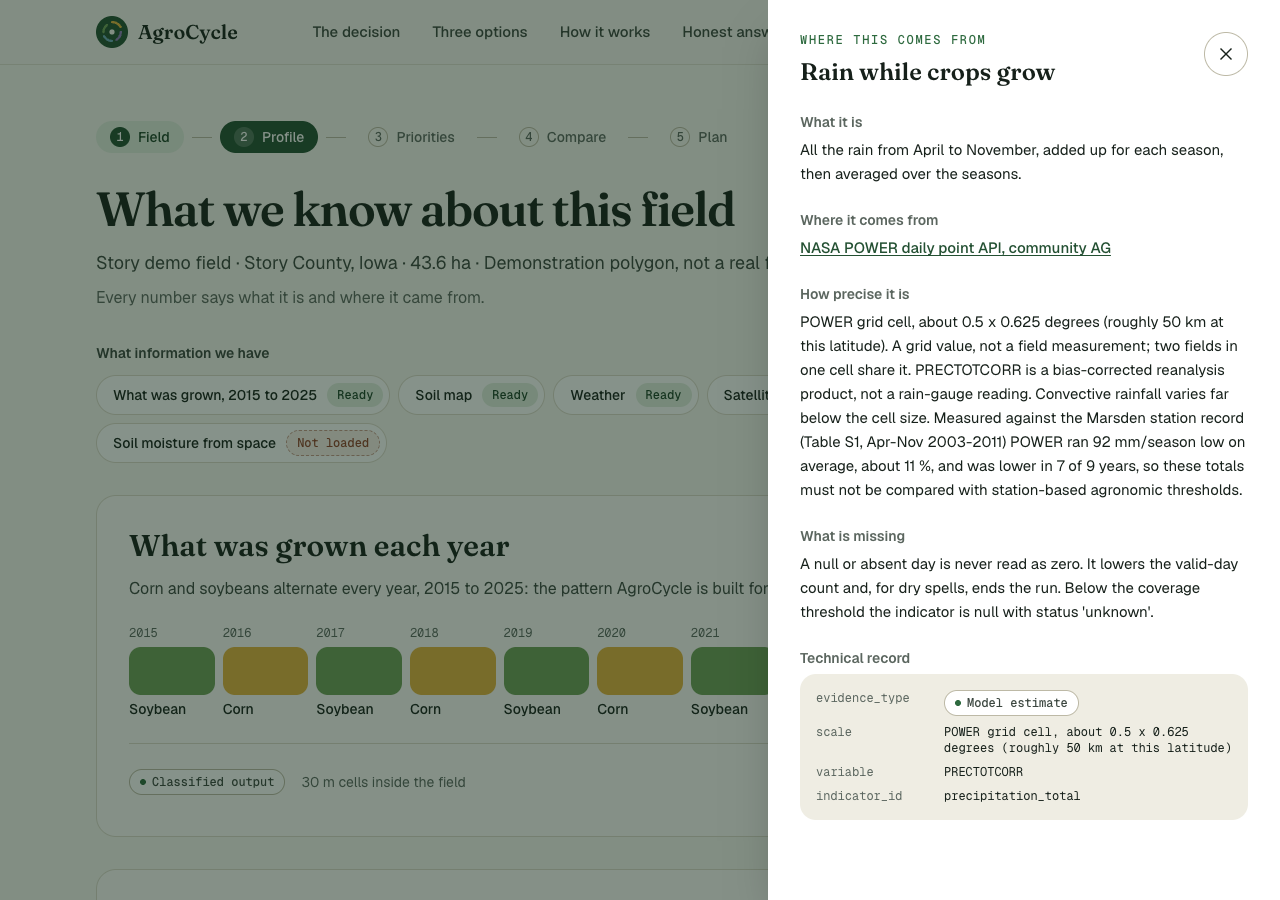 AgroCycle
The decision
Three options
How it works
Honest answ
1 Field
2 Profile
3 Priorities
4 Compare
5 Plan
What we know about this field
Story demo field · Story County, Iowa · 43.6 ha · Demonstration polygon, not a real f
Every number says what it is and where it came from.
What information we have
What was grown, 2015 to 2025 Ready
Soil map Ready
Weather Ready
Satellit
Soil moisture from space Not loaded
What was grown each year
Corn and soybeans alternate every year, 2015 to 2025: the pattern AgroCycle is built for
2015 2016 2017 2018 2019 2020 2021
Soybean Corn Soybean Corn Soybean Corn Soybean
Classified output 30 m cells inside the field
WHERE THIS COMES FROM
Rain while crops grow
What it is
All the rain from April to November, added up for each season,
then averaged over the seasons.
Where it comes from
NASA POWER daily point API, community AG
How precise it is
POWER grid cell, about 0.5 x 0.625 degrees (roughly 50 km at
this latitude). A grid value, not a field measurement; two fields in
one cell share it. PRECTOTCORR is a bias-corrected reanalysis
product, not a rain-gauge reading. Convective rainfall varies far
below the cell size. Measured against the Marsden station record
(Table S1, Apr-Nov 2003-2011) POWER ran 92 mm/season low on
average, about 11 %, and was lower in 7 of 9 years, so these totals
must not be compared with station-based agronomic thresholds.
What is missing
A null or absent day is never read as zero. It lowers the valid-day
count and, for dry spells, ends the run. Below the coverage
threshold the indicator is null with status 'unknown'.
Technical record
evidence_type Model estimate
scale POWER grid cell, about 0.5 x 0.625
degrees (roughly 50 km at this latitude)
variable PRECTOTCORR
indicator_id precipitation_total